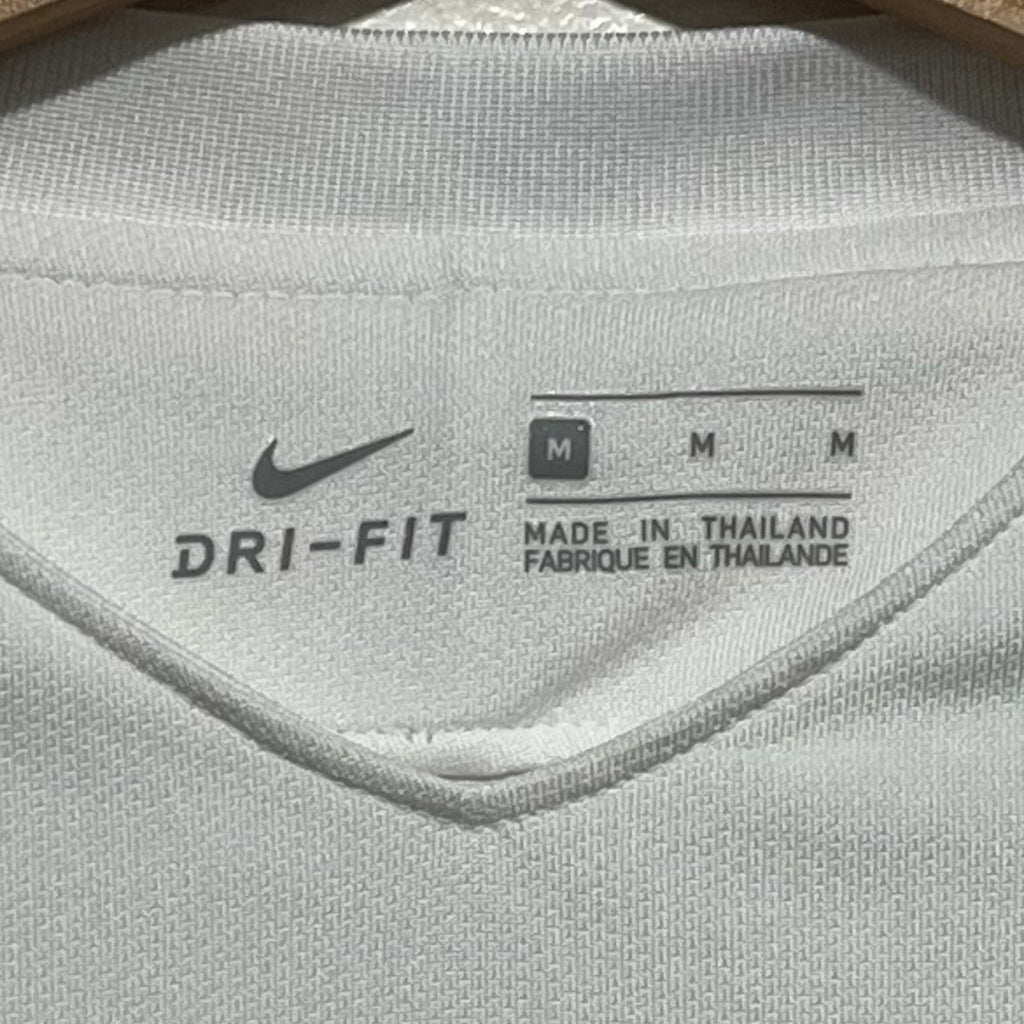 DRI-FIT
M M M
MADE IN THAILAND
FABRIQUE EN THAILANDE